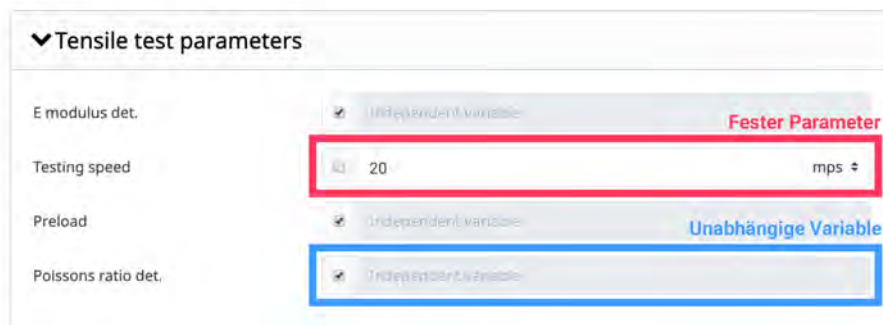 Tensile test parameters
E modulus det. Independent variable
Fester Parameter
Testing speed 20 mps
Preload Independent variable
Unabhängige Variable
Poissons ratio det. Independent variable